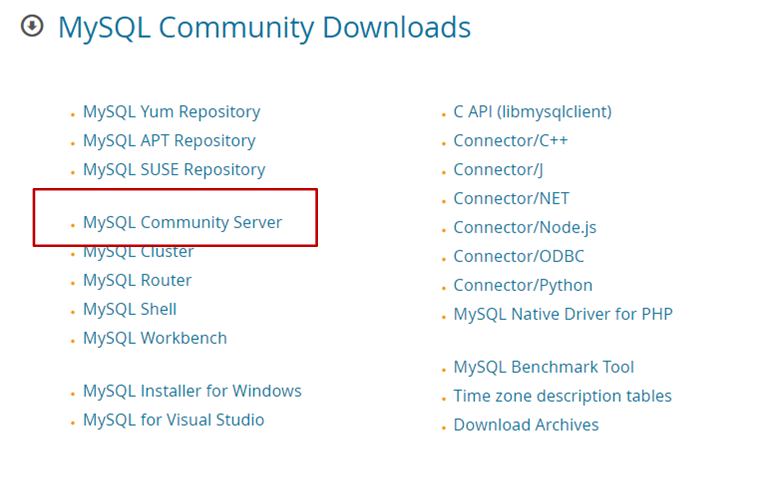 MySQL Community Downloads
MySQL Yum Repository
MySQL APT Repository
MySQL SUSE Repository
MySQL Community Server
MySQL Cluster
MySQL Router
MySQL Shell
MySQL Workbench
MySQL Installer for Windows
MySQL for Visual Studio
C API (libmysqlclient)
Connector/C++
Connector/J
Connector/NET
Connector/Node.js
Connector/ODBC
Connector/Python
MySQL Native Driver for PHP
MySQL Benchmark Tool
Time zone description tables
Download Archives